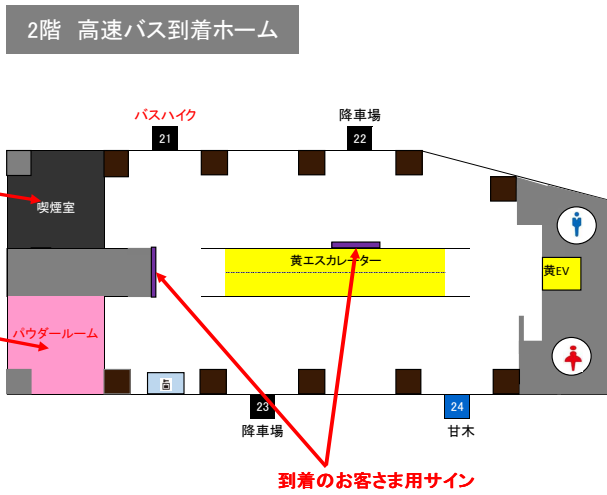 2階 高速バス到着ホーム
バスハイク
21
降車場
22
喫煙室
黄エスカレーター
黄EV
パウダールーム
23
降車場
24
甘木
到着のお客さま用サイン